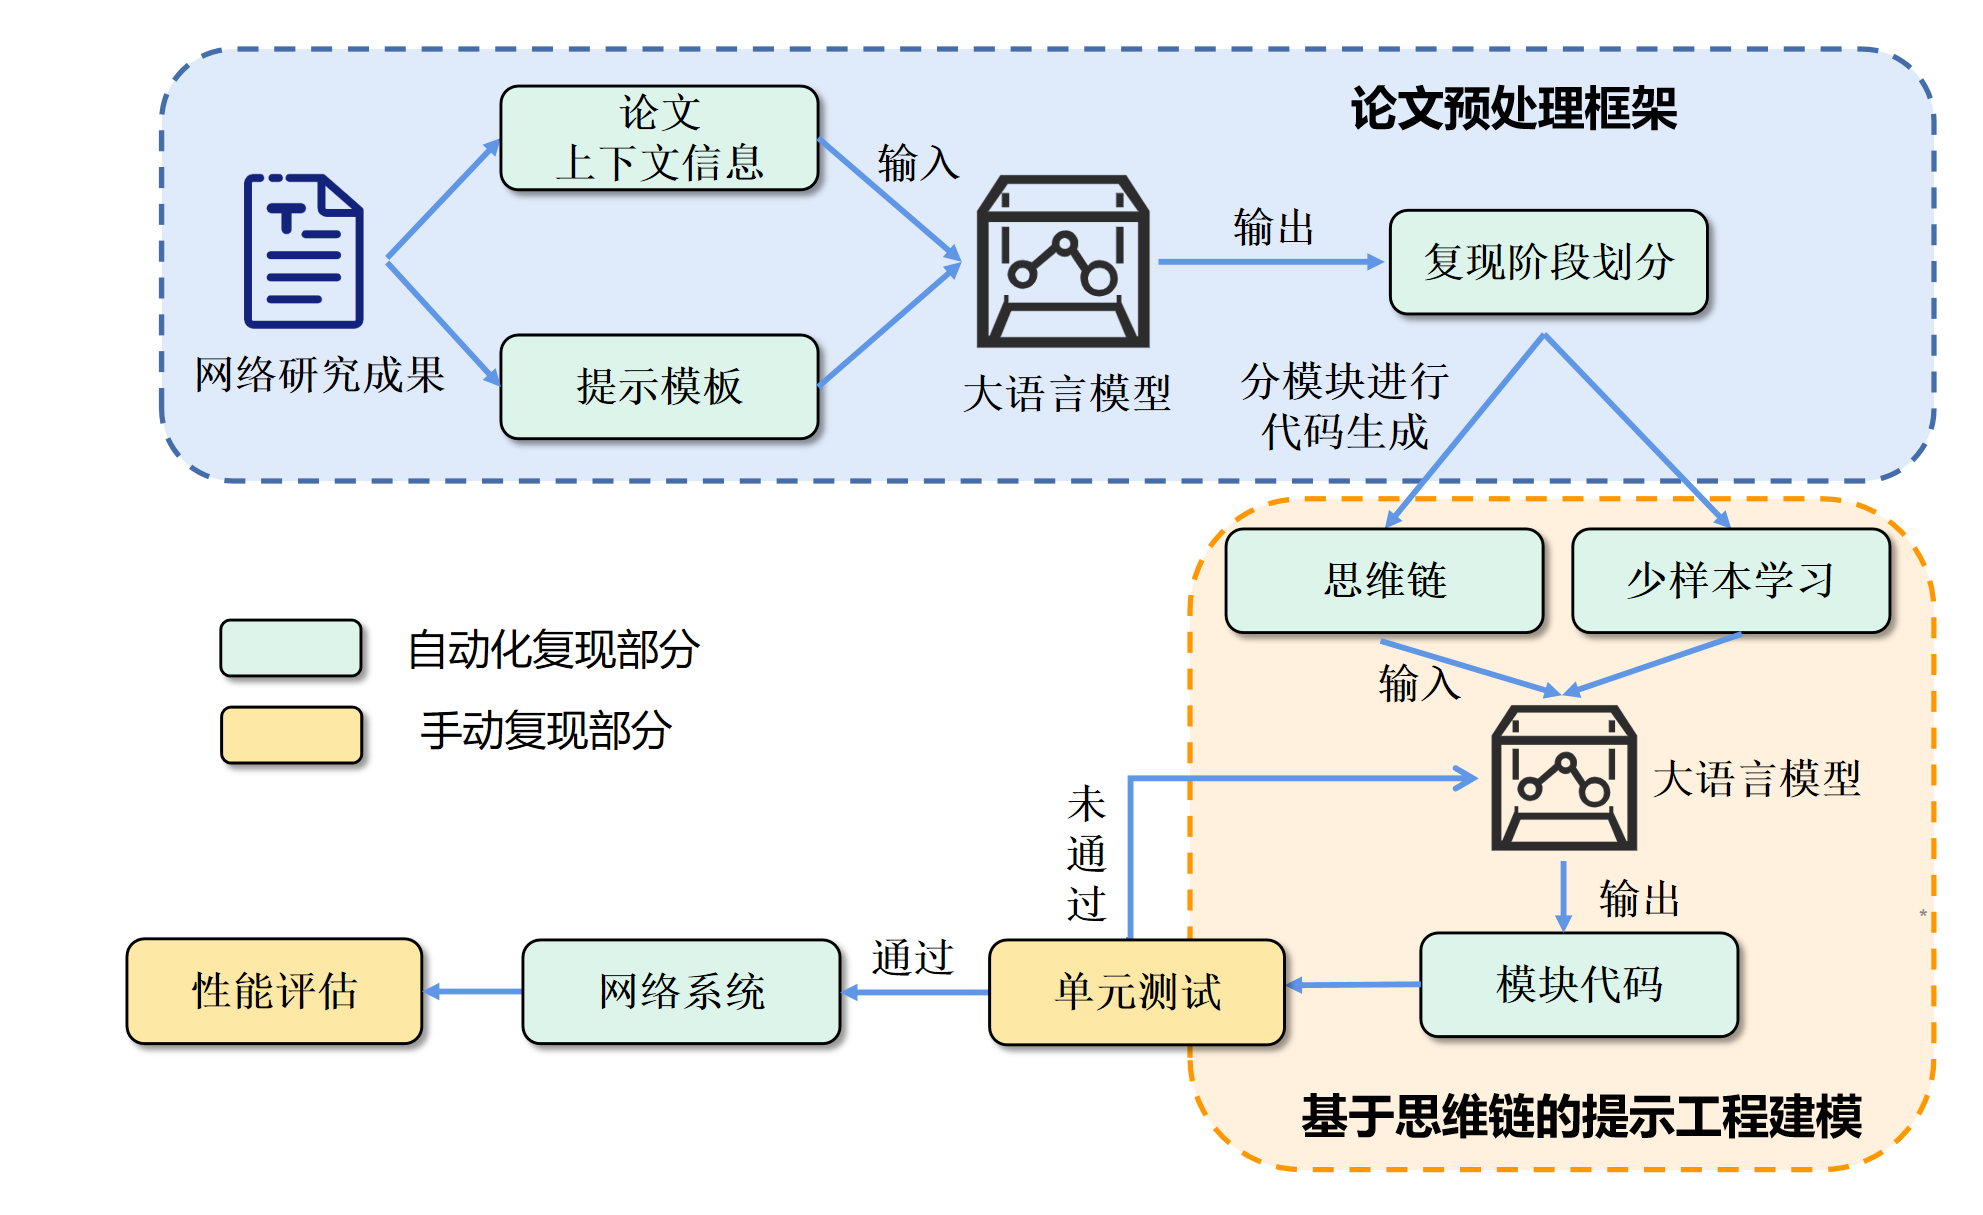 论文预处理框架
论文
上下文信息
输入
输出
复现阶段划分
网络研究成果
提示模板
大语言模型
分模块进行
代码生成
思维链
少样本学习
输入
大语言模型
自动化复现部分
手动复现部分
未
通
过
输出
*
性能评估
网络系统
通过
单元测试
模块代码
基于思维链的提示工程建模